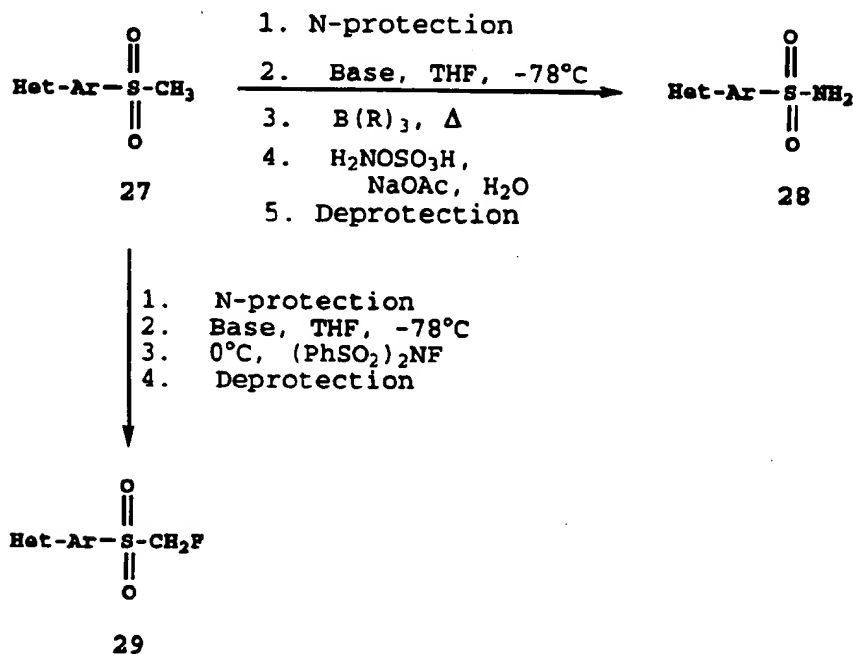 1. N-protection
2. Base, THF, -78°C
3. B(R)3, Δ
4. H2NOSO3H,
NaOAc, H2O
5. Deprotection
O
Het-Ar-S-CH3
O
27
O
Het-Ar-S-NH2
O
28
1. N-protection
2. Base, THF, -78°C
3. 0°C, (PhSO2)2NF
4. Deprotection
O
Het-Ar-S-CH2F
O
29